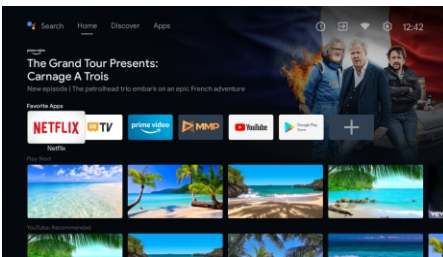 Search Home Discover Apps 12:42
prime video
The Grand Tour Presents:
Carnage A Trois
New episode | The petrolhead trio embark on an epic French adventure
Favorite Apps
NETFLIX TV prime video MMP YouTube Google Play Store
Netflix
Play Next
YouTube: Recommended